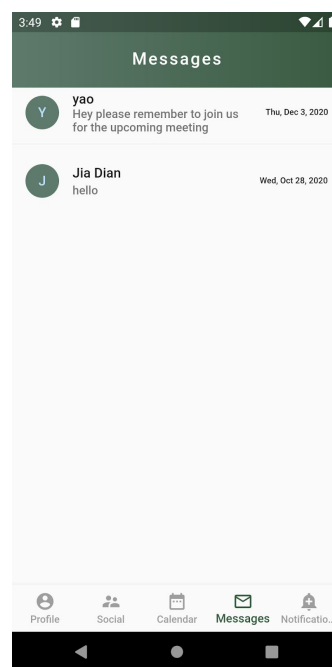 3:49
Messages
Y
yao
Hey please remember to join us
for the upcoming meeting
Thu, Dec 3, 2020
J
Jia Dian
hello
Wed, Oct 28, 2020
Profile
Social
Calendar
Messages
Notificatio...